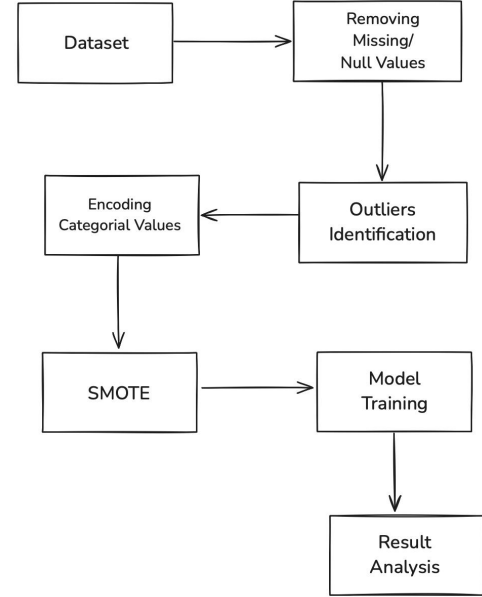 Dataset
Removing
Missing/
Null Values
Outliers
Identification
Encoding
Categorial Values
SMOTE
Model
Training
Result
Analysis